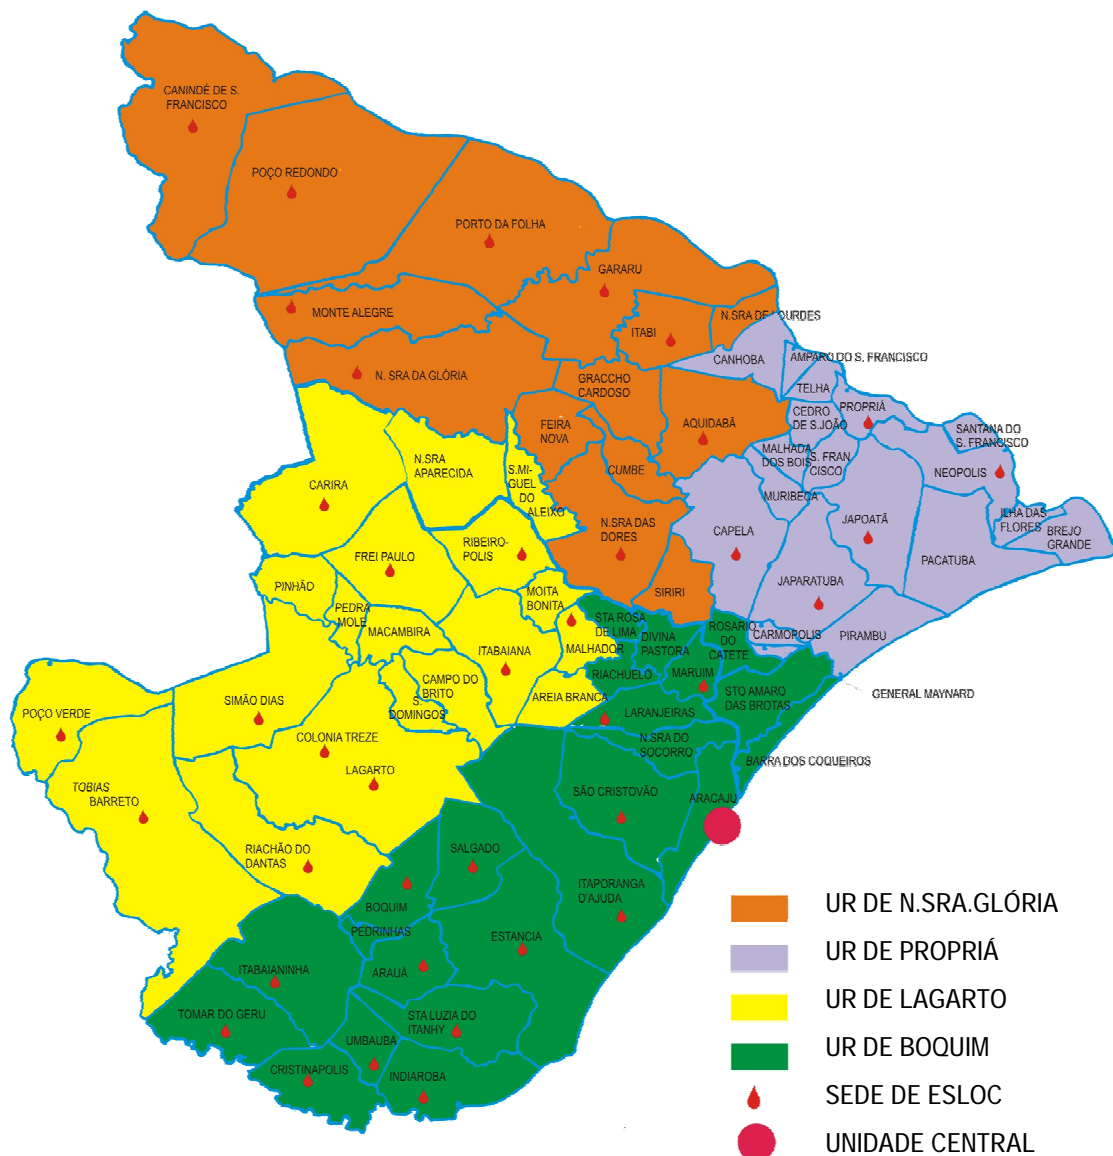 CANINDÉ DE S.
FRANCISCO
POÇO REDONDO
PORTO DA FOLHA
GARARU
MONTE ALEGRE
N.SRA DE LOURDES
ITABI
CANHOBA
AMPARO DO S. FRANCISCO
N. SRA DA GLÓRIA
GRACCHO
CARDOSO
TELHA
PROPRIÁ
CEDRO
DE S.JOÃO
AQUIDABÃ
FEIRA
NOVA
SANTANA DO
S. FRANCISCO
N.SRA
APARECIDA
S.MI-
GUEL
DO
ALEIXO
CUMBE
MALHADA
DOS BOIS
S. FRAN
CISCO
NEOPOLIS
CARIRA
MURIBECA
ILHA DAS
FLORES
BREJO
GRANDE
N.SRA DAS
DORES
CAPELA
JAPOATÃ
RIBEIRO-
POLIS
FREI PAULO
PACATUBA
JAPARATUBA
PINHÃO
MOITA
BONITA
SIRIRI
PEDRA
MOLE
MACAMBIRA
STA ROSA
DE LIMA
DIVINA
PASTORA
ROSARIO
DO
CATETE
CARMOPOLIS
PIRAMBU
MALHADOR
ITABAIANA
RIACHUELO
MARUIM
CAMPO DO
BRITO
AREIA BRANCA
STO AMARO
DAS BROTAS
GENERAL MAYNARD
SIMÃO DIAS
S.
DOMINGOS
POÇO VERDE
LARANJEIRAS
COLONIA TREZE
N.SRA DO
SOCORRO
BARRA DOS COQUEIROS
LAGARTO
TOBIAS
BARRETO
SÃO CRISTOVÃO
ARACAJU
RIACHÃO DO
DANTAS
SALGADO
ITAPORANGA
D'AJUDA
BOQUIM
PEDRINHAS
ESTANCIA
ARAUÁ
ITABAIANINHA
TOMAR DO GERU
STA LUZIA DO
ITANHY
UMBAUBA
CRISTINAPOLIS
INDIAROBA
UR DE N.SRA.GLÓRIA
UR DE PROPRIÁ
UR DE LAGARTO
UR DE BOQUIM
SEDE DE ESLOC
UNIDADE CENTRAL